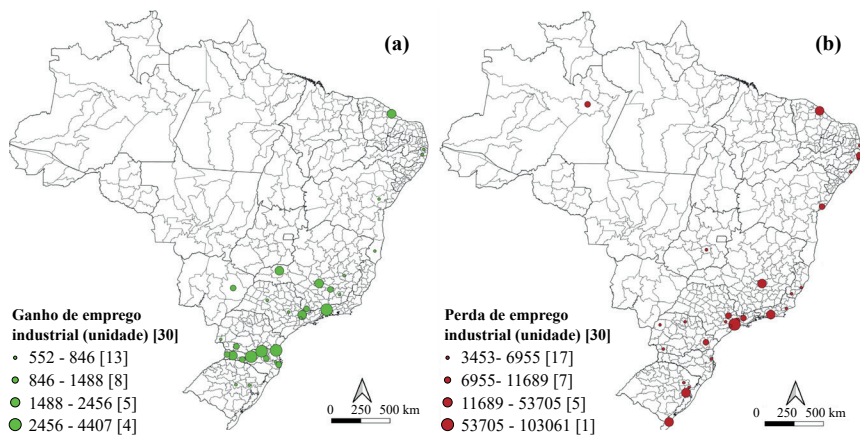 (a)
Ganho de emprego
industrial (unidade) [30]
552 - 846 [13]
846 - 1488 [8]
1488 - 2456 [5]
2456 - 4407 [4]
0 250 500 km
(b)
Perda de emprego
industrial (unidade) [30]
3453- 6955 [17]
6955- 11689 [7]
11689 - 53705 [5]
53705 - 103061 [1]
0 250 500 km